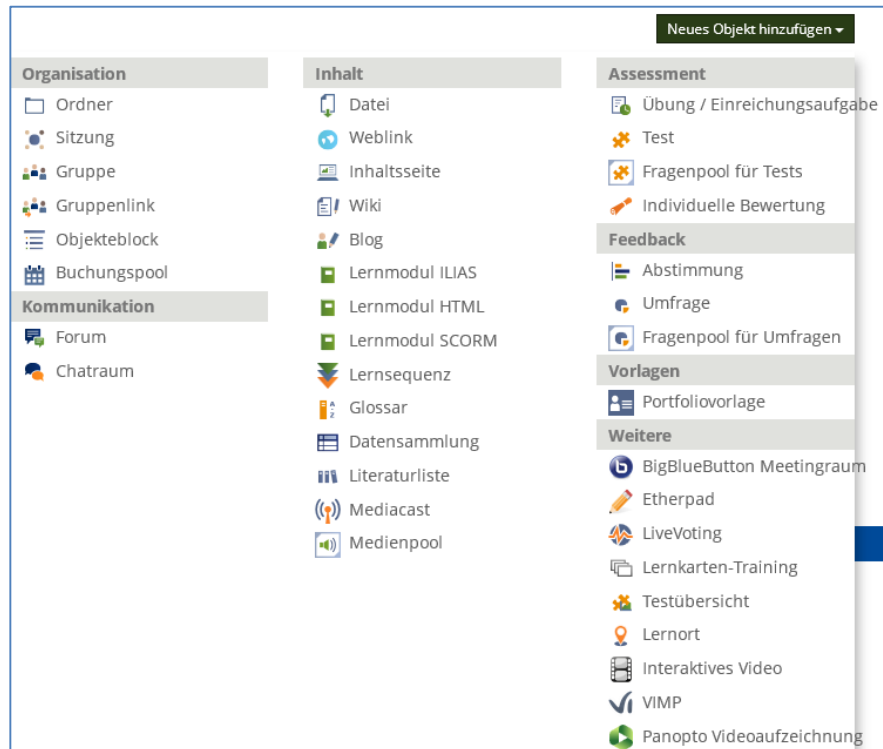 Neues Objekt hinzufügen
Organisation
Ordner
Sitzung
Gruppe
Gruppenlink
Objekteblock
Buchungspool
Kommunikation
Forum
Chatraum
Inhalt
Datei
Weblink
Inhaltsseite
Wiki
Blog
Lernmodul ILIAS
Lernmodul HTML
Lernmodul SCORM
Lernsequenz
Glossar
Datensammlung
Literaturliste
Mediacast
Medienpool
Assessment
Übung / Einreichungsaufgabe
Test
Fragenpool für Tests
Individuelle Bewertung
Feedback
Abstimmung
Umfrage
Fragenpool für Umfragen
Vorlagen
Portfoliovorlage
Weitere
BigBlueButton Meetingraum
Etherpad
LiveVoting
Lernkarten-Training
Testübersicht
Lernort
Interaktives Video
VIMP
Panopto Videoaufzeichnung